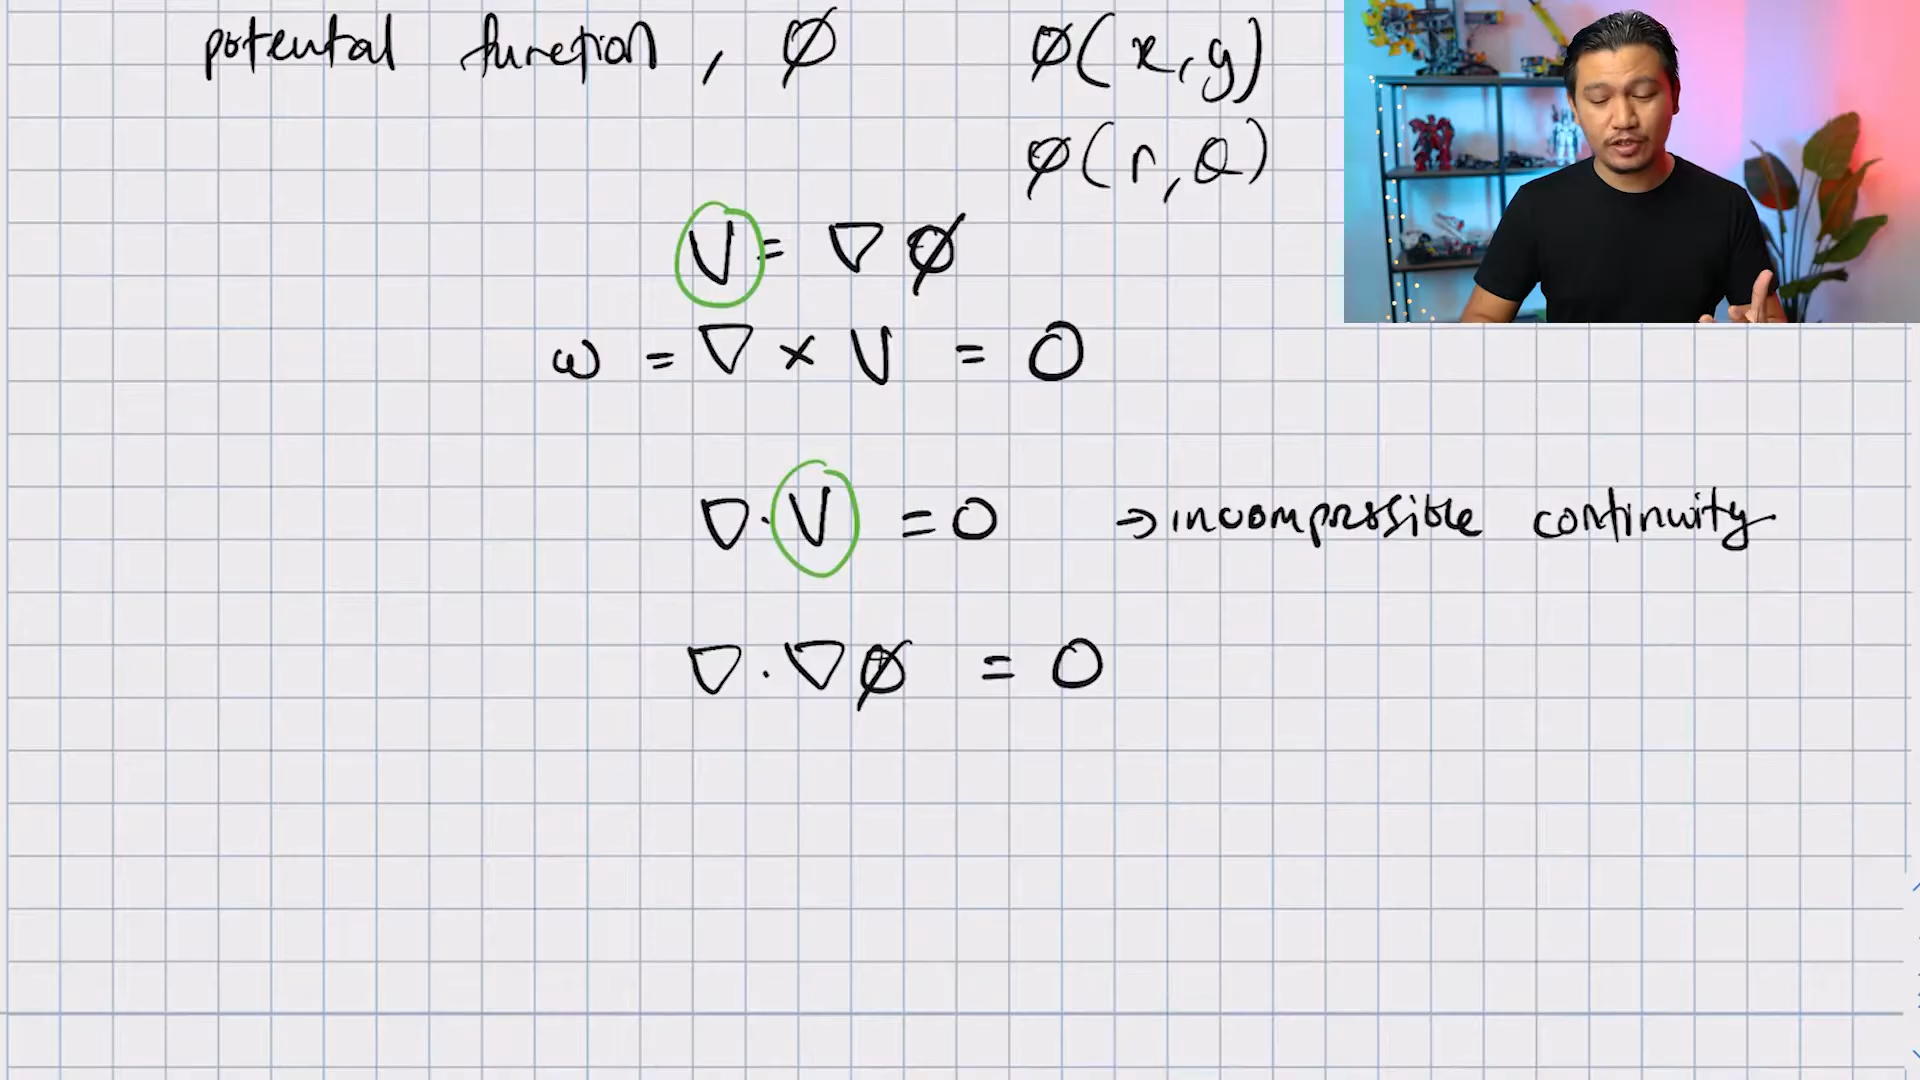 potential function, ø ø(x,y)
ø(r,θ)
V = ∇ø
ω = ∇ × V = 0
∇·V = 0 → incompressible continuity
∇·∇ø = 0